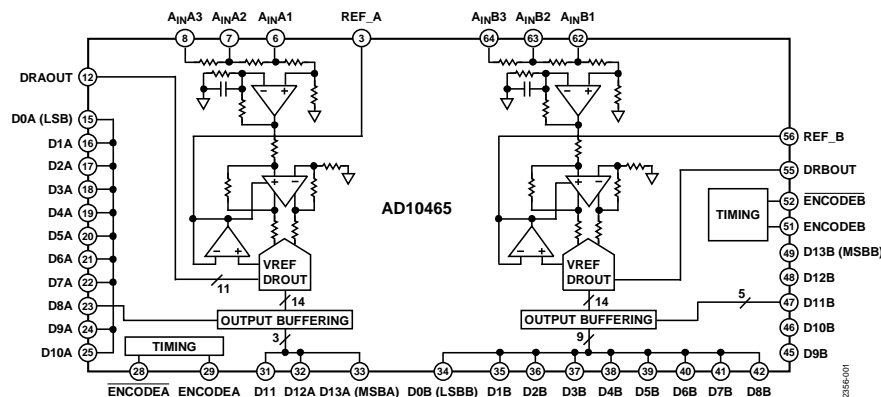 AINA3 AINA2 AINA1 REF_A AINB3 AINB2 AINB1
8 7 6 3 64 63 62
DRAOUT 12
D0A (LSB) 15
D1A 16
D2A 17
D3A 18
D4A 19
D5A 20
D6A 21
D7A 22
D8A 23
D9A 24
D10A 25
− +
− +
+ −
+ −
− +
− +
AD10465
VREF
DROUT
VREF
DROUT
11
14
14
OUTPUT BUFFERING
OUTPUT BUFFERING
3
9
5
TIMING
TIMING
56 REF_B
55 DRBOUT
52 ENCODEB
51 ENCODEB
49 D13B (MSBB)
48 D12B
47 D11B
46 D10B
45 D9B
28 29 31 32 33 34 35 36 37 38 39 40 41 42
ENCODEA ENCODEA D11 D12A D13A (MSBA) D0B (LSBB) D1B D2B D3B D4B D5B D6B D7B D8B
2356-001